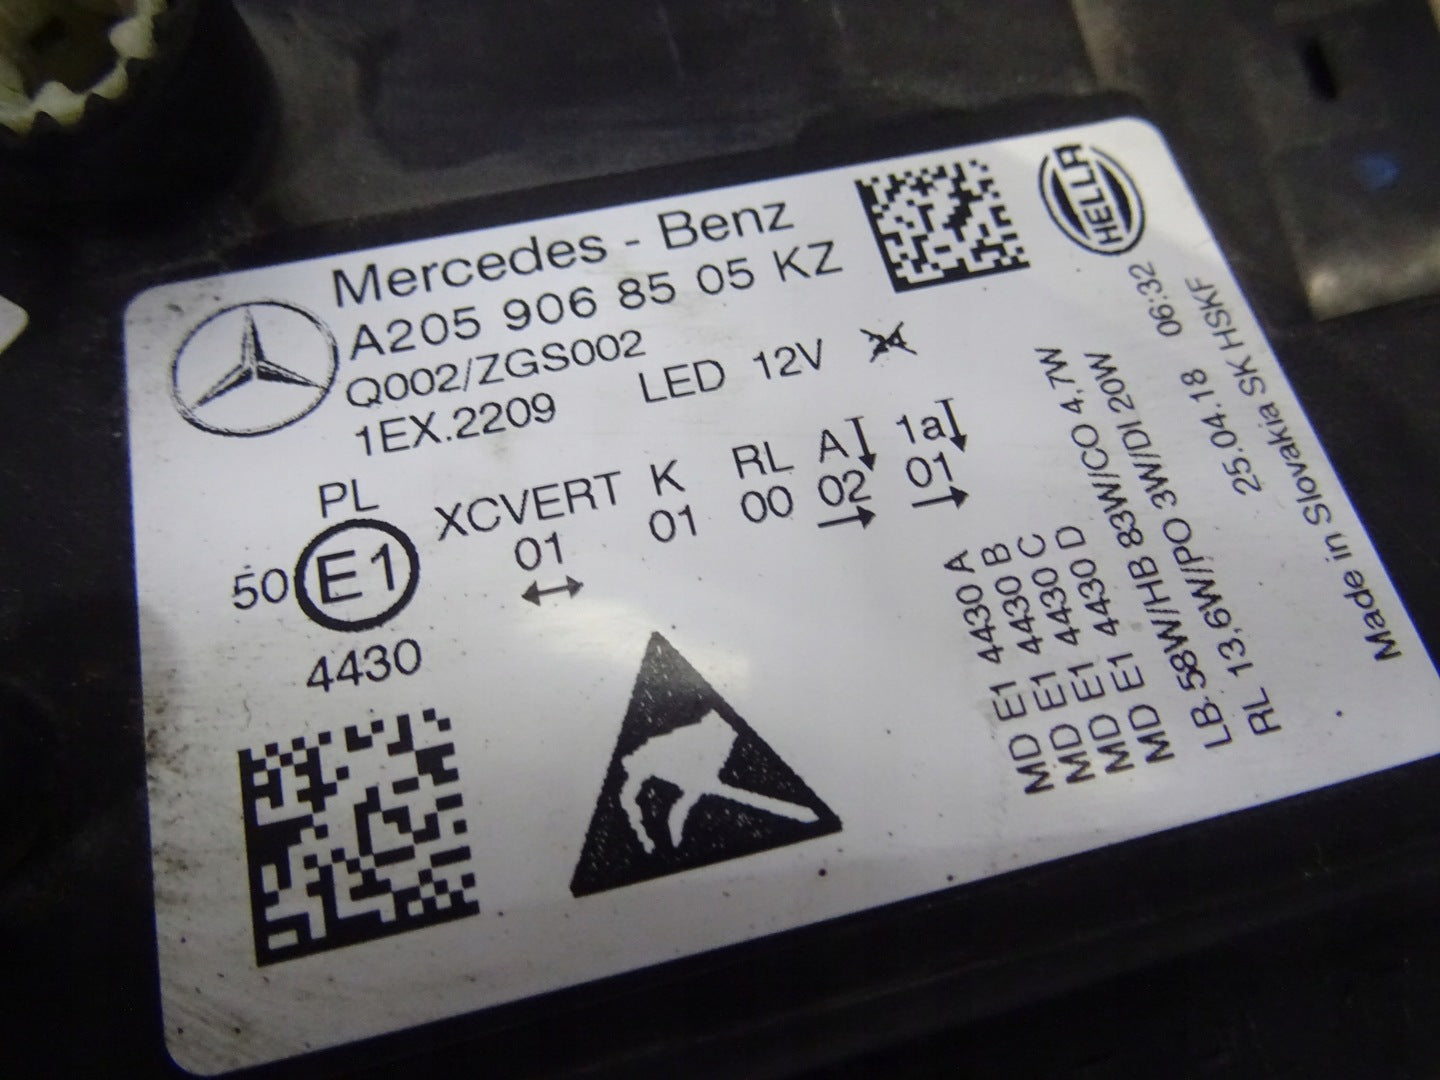 Mercedes - Benz
A205 906 85 05 KZ
Q002/ZGS002
1EX.2209
LED 12V 24
HELLA
PL
XCVERT K RL A 1a
50 E1 01 01 00 02 01
4430
MD E1 4430 A
MD E1 4430 B
MD E1 4430 C
MD E1 4430 D
LB 58W/HB 83W/CO 4,7W
RL 13,6W/PO 3W/DI 20W
25.04.18 06:32
Made in Slovakia SK HSKF